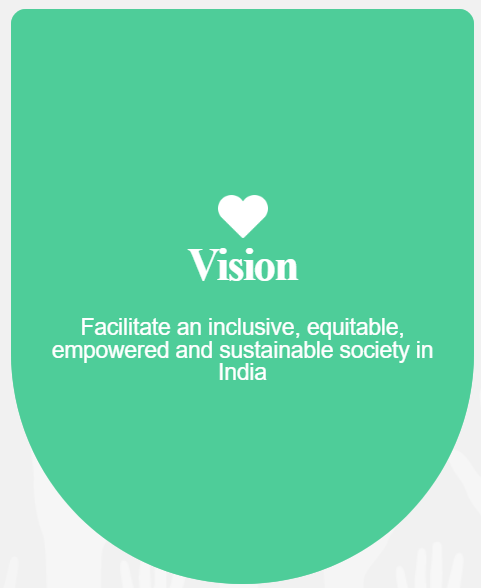 Vision
Facilitate an inclusive, equitable,
empowered and sustainable society in
India